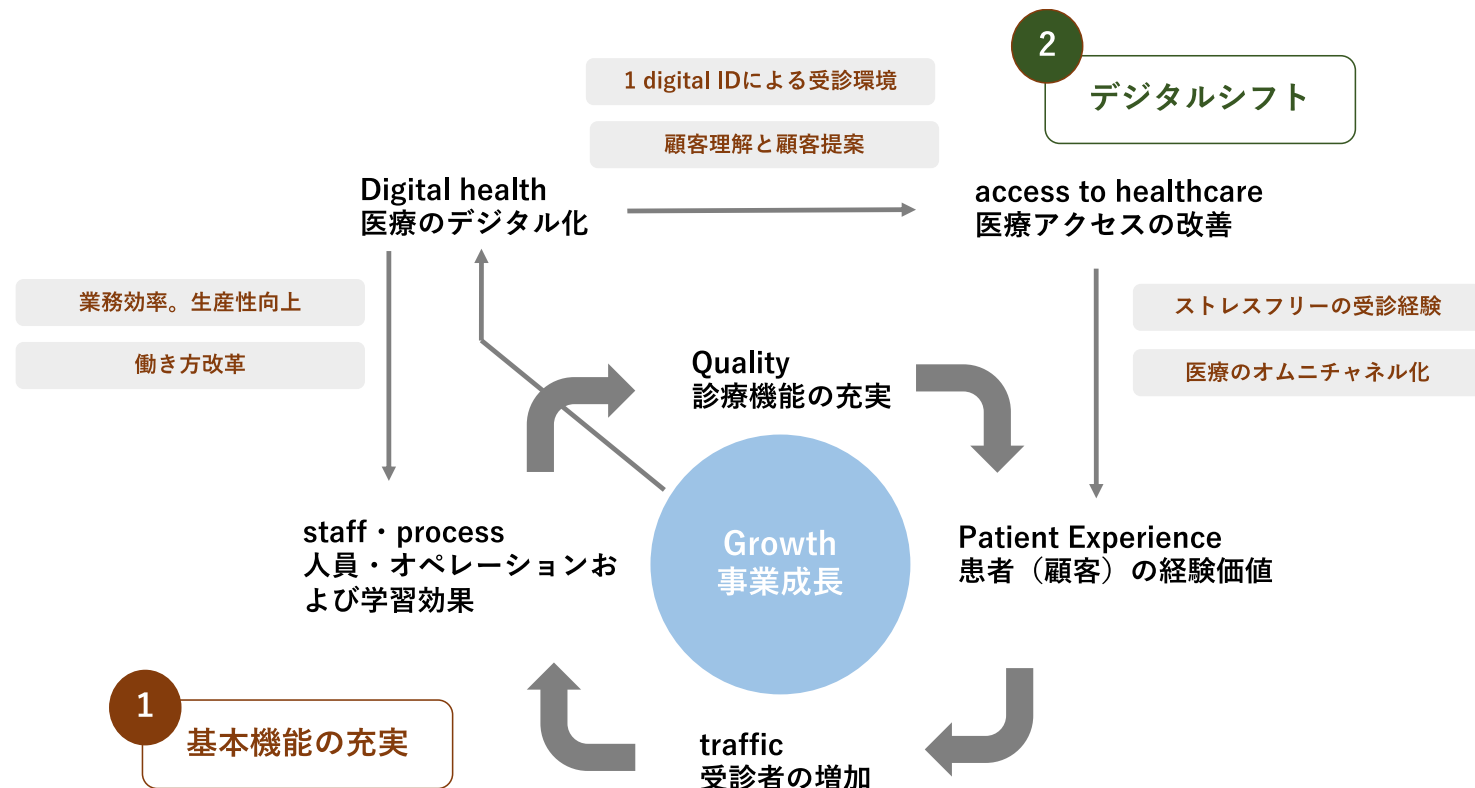 2
デジタルシフト
1 digital IDによる受診環境
顧客理解と顧客提案
Digital health
医療のデジタル化
access to healthcare
医療アクセスの改善
業務効率。生産性向上
働き方改革
ストレスフリーの受診経験
医療のオムニチャネル化
Quality
診療機能の充実
staff・process
人員・オペレーションお
よび学習効果
Growth
事業成長
Patient Experience
患者（顧客）の経験価値
1
基本機能の充実
traffic
受診者の増加